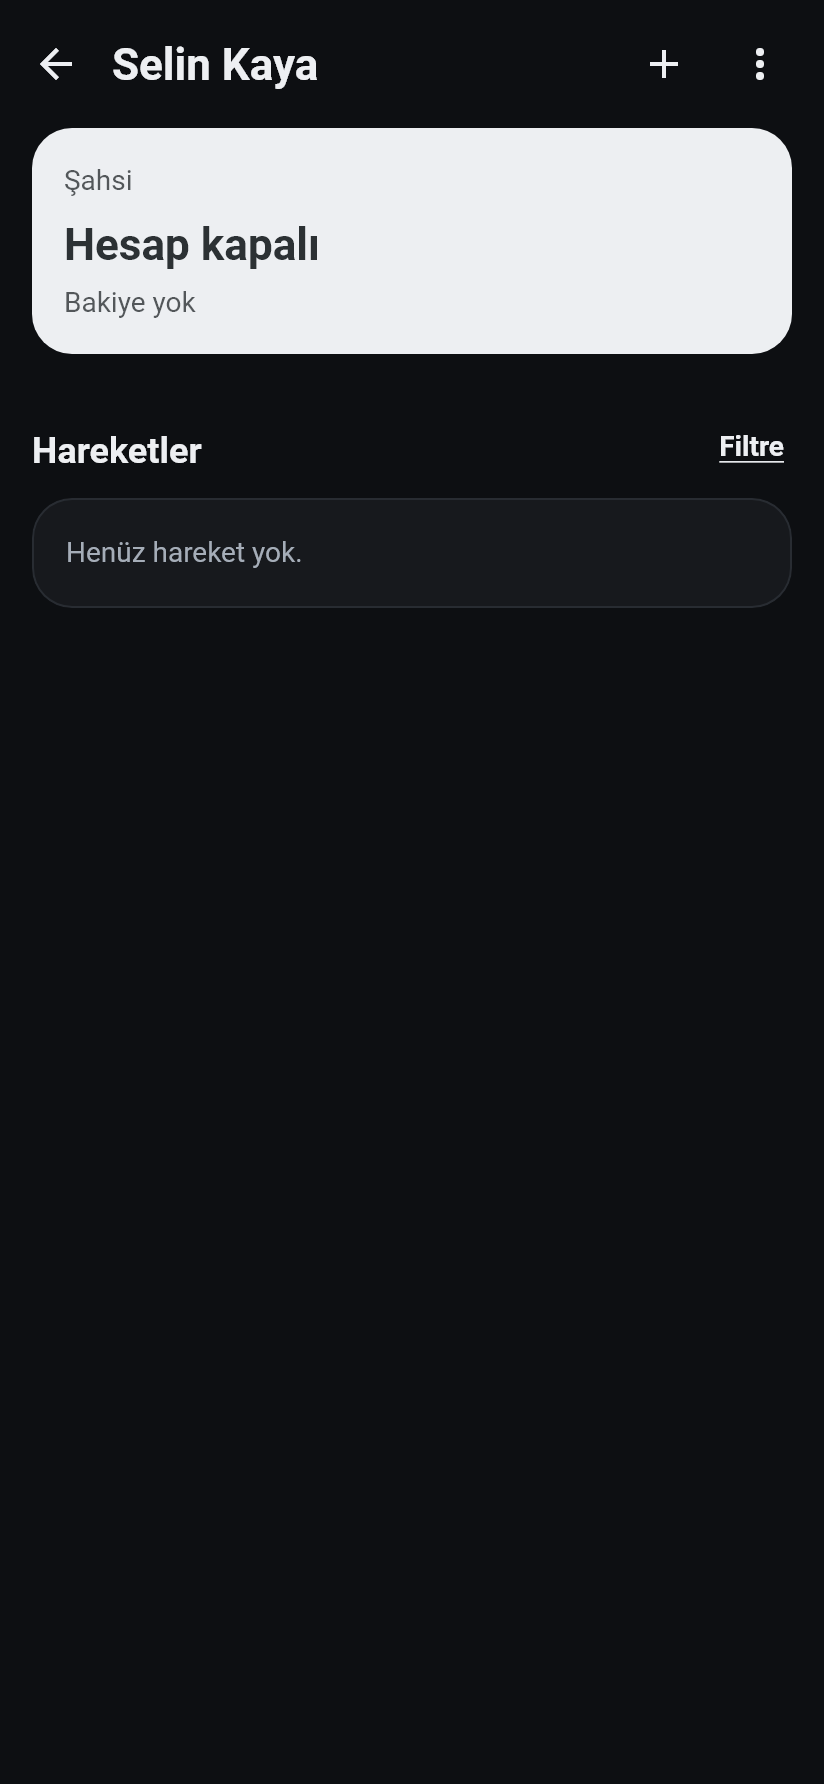 Selin Kaya
Şahsi
Hesap kapalı
Bakiye yok
Hareketler
Filtre
Henüz hareket yok.